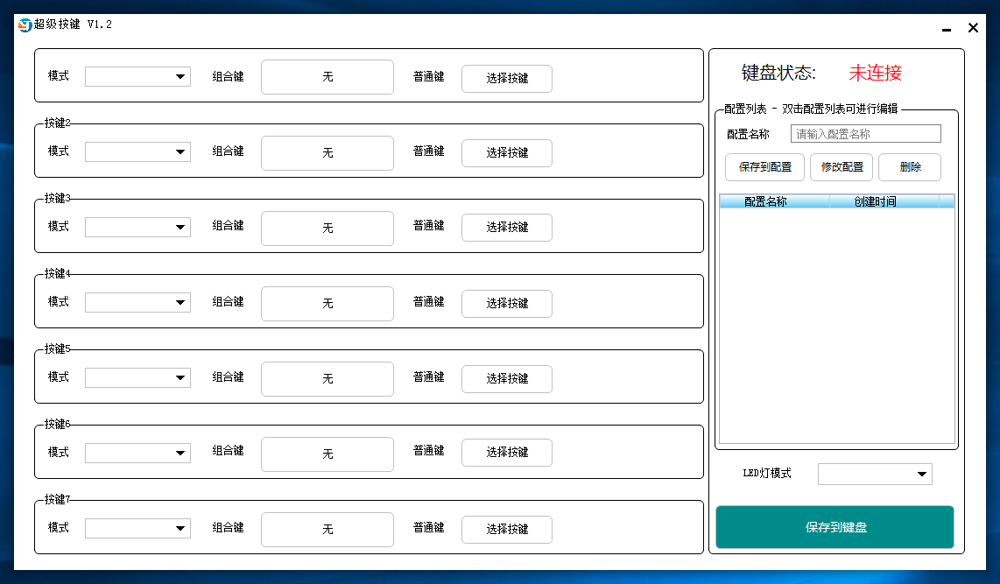 超级按键 V1.2
模式 组合键 无 普通键 选择按键
按键2
模式 组合键 无 普通键 选择按键
按键3
模式 组合键 无 普通键 选择按键
按键4
模式 组合键 无 普通键 选择按键
按键5
模式 组合键 无 普通键 选择按键
按键6
模式 组合键 无 普通键 选择按键
按键7
模式 组合键 无 普通键 选择按键
键盘状态: 未连接
配置列表 - 双击配置列表可进行编辑
配置名称 请输入配置名称
保存到配置 修改配置 删除
配置名称 创建时间
LED灯模式
保存到键盘